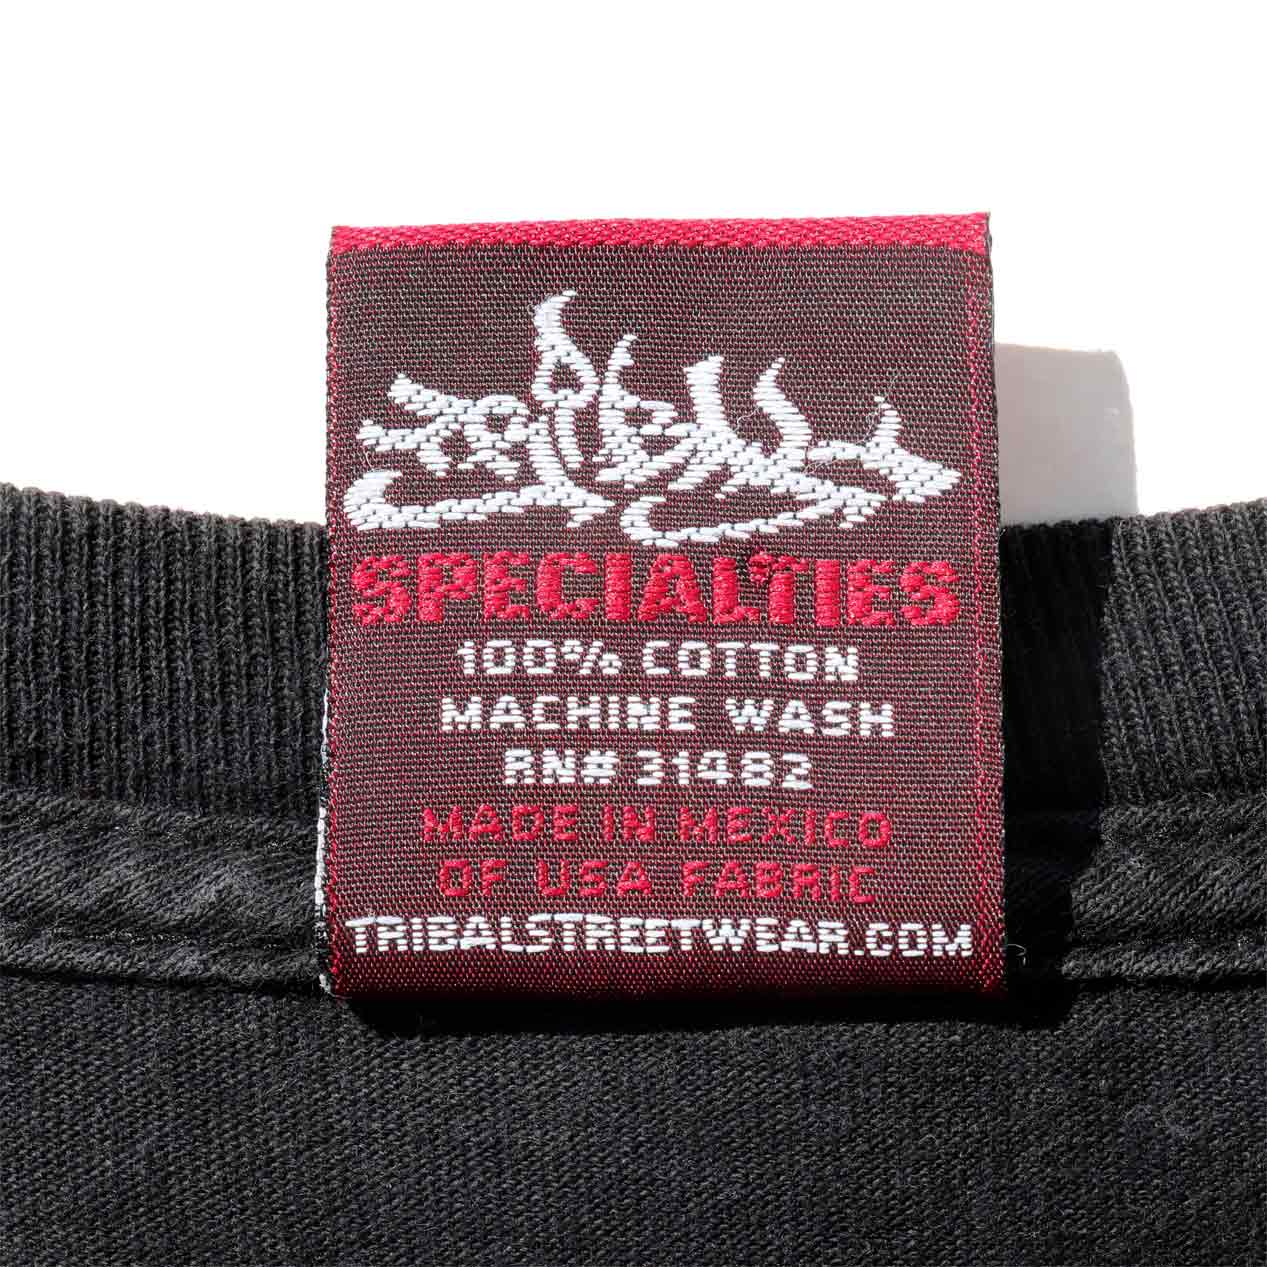 SPECIALTIES
100% COTTON
MACHINE WASH
RN# 31482
MADE IN MEXICO
OF USA FABRIC
TRIBALSTREETWEAR.COM